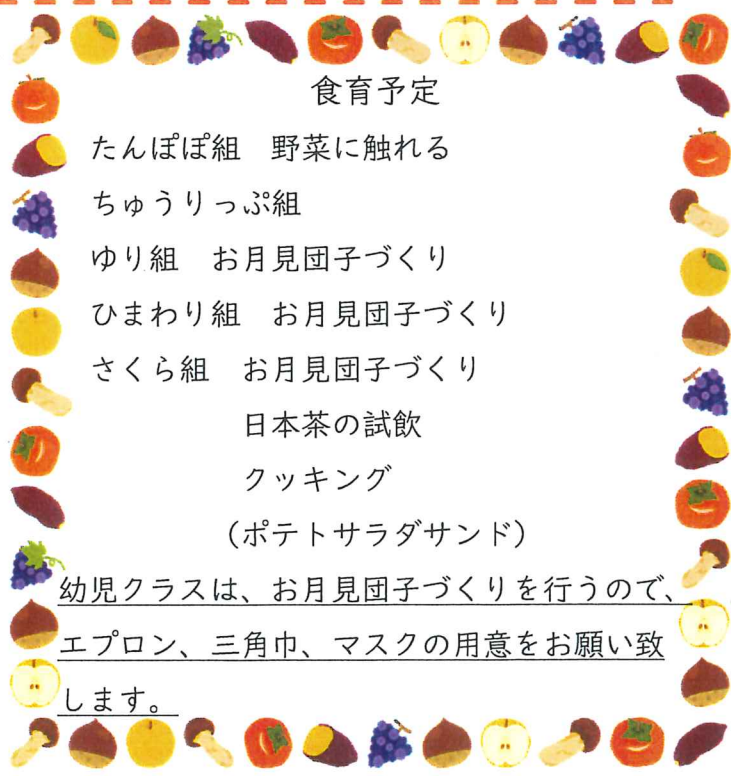 食育予定
たんぽぽ組　野菜に触れる
ちゅうりっぷ組
ゆり組　お月見団子づくり
ひまわり組　お月見団子づくり
さくら組　お月見団子づくり
日本茶の試飲
クッキング
（ポテトサラダサンド）
幼児クラスは、お月見団子づくりを行うので、
エプロン、三角巾、マスクの用意をお願い致
します。